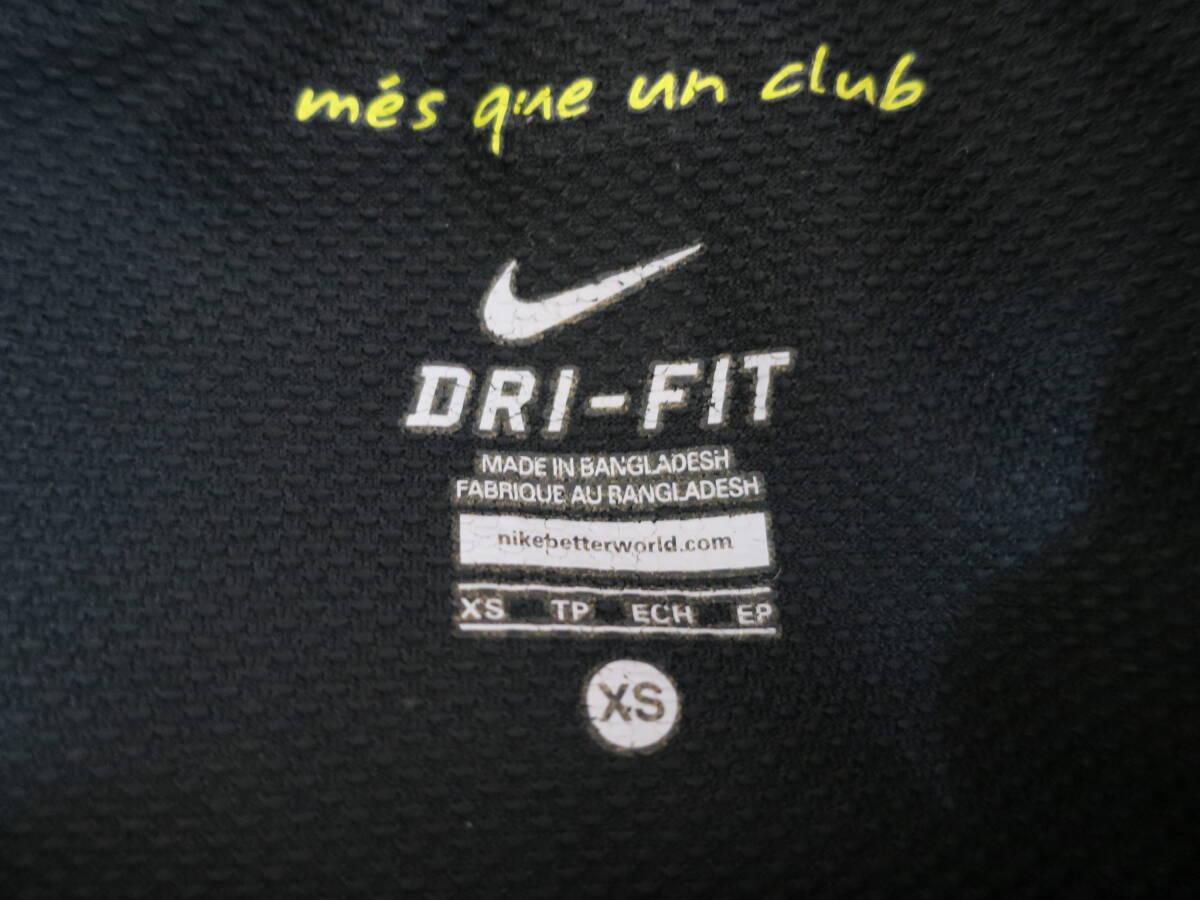 més que un club
DRI-FIT
MADE IN BANGLADESH
FABRIQUE AU BANGLADESH
nikebetterworld.com
XS TP ECH EP
XS